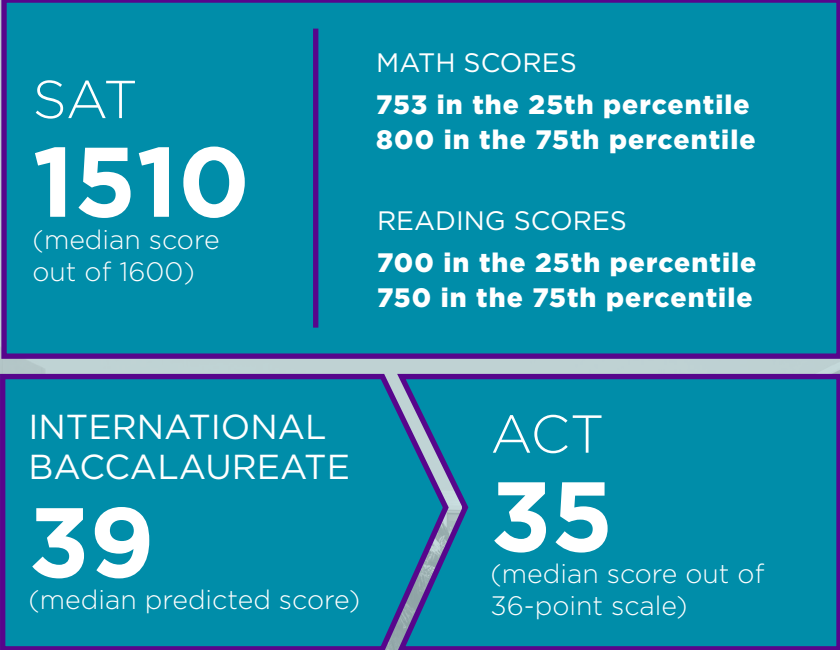 SAT
1510
(median score
out of 1600)
MATH SCORES
753 in the 25th percentile
800 in the 75th percentile
READING SCORES
700 in the 25th percentile
750 in the 75th percentile
INTERNATIONAL
BACCALAUREATE
39
(median predicted score)
ACT
35
(median score out of
36-point scale)